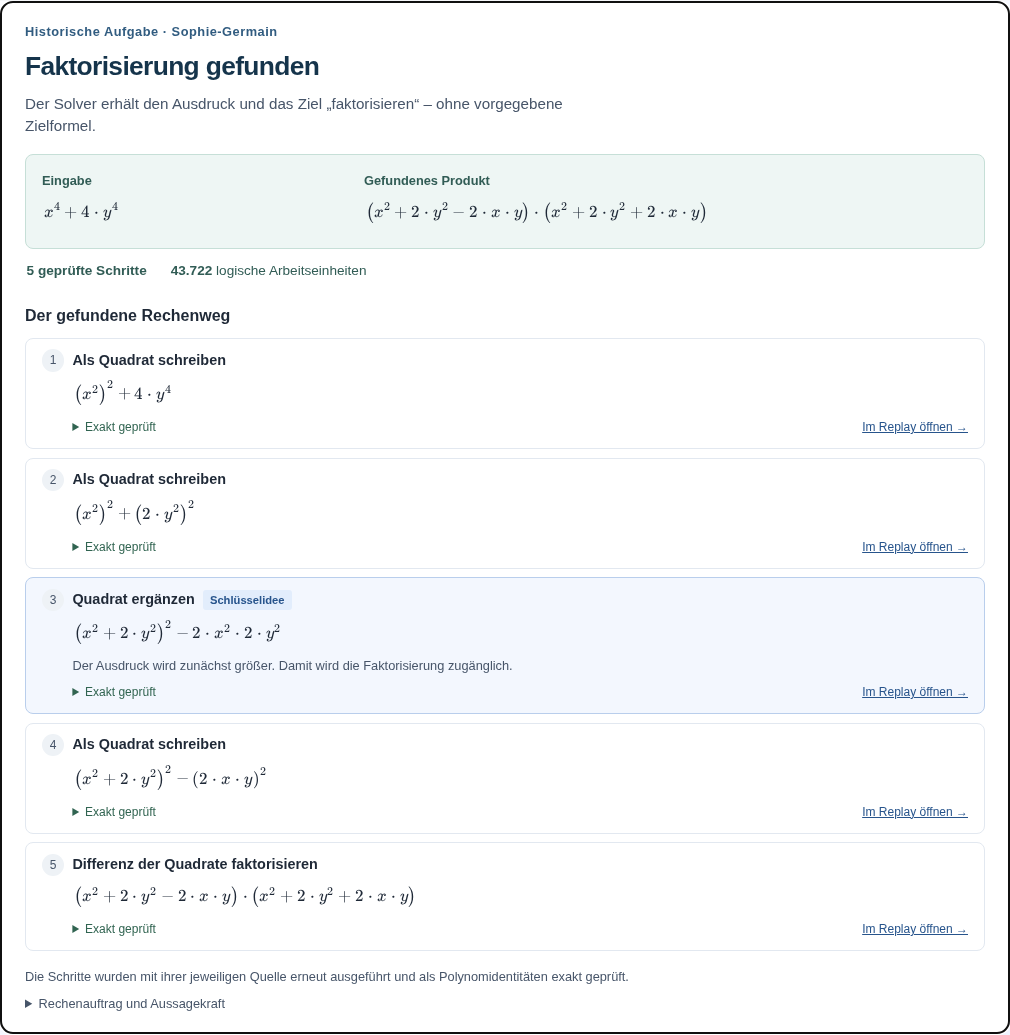 Historische Aufgabe · Sophie-Germain
Faktorisierung gefunden
Der Solver erhält den Ausdruck und das Ziel „faktorisieren“ – ohne vorgegebene
Zielformel.
Eingabe
x⁴ + 4 · y⁴
Gefundenes Produkt
(x² + 2 · y² − 2 · x · y) · (x² + 2 · y² + 2 · x · y)
5 geprüfte Schritte 43.722 logische Arbeitseinheiten
Der gefundene Rechenweg
1 Als Quadrat schreiben
(x²)² + 4 · y⁴
▶ Exakt geprüft Im Replay öffnen →
2 Als Quadrat schreiben
(x²)² + (2 · y²)²
▶ Exakt geprüft Im Replay öffnen →
3 Quadrat ergänzen Schlüsselidee
(x² + 2 · y²)² − 2 · x² · 2 · y²
Der Ausdruck wird zunächst größer. Damit wird die Faktorisierung zugänglich.
▶ Exakt geprüft Im Replay öffnen →
4 Als Quadrat schreiben
(x² + 2 · y²)² − (2 · x · y)²
▶ Exakt geprüft Im Replay öffnen →
5 Differenz der Quadrate faktorisieren
(x² + 2 · y² − 2 · x · y) · (x² + 2 · y² + 2 · x · y)
▶ Exakt geprüft Im Replay öffnen →
Die Schritte wurden mit ihrer jeweiligen Quelle erneut ausgeführt und als Polynomidentitäten exakt geprüft.
▶ Rechenauftrag und Aussagekraft